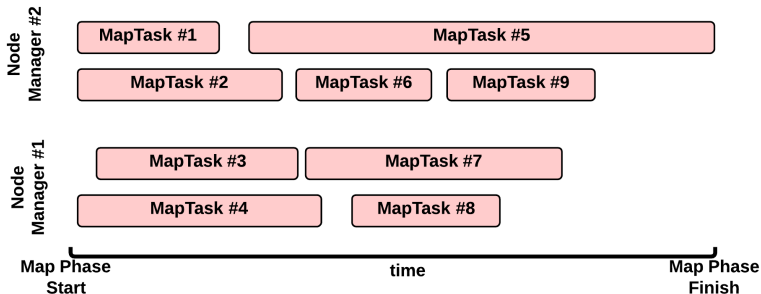 Node
Manager #2
MapTask #1
MapTask #5
MapTask #2
MapTask #6
MapTask #9
Node
Manager #1
MapTask #3
MapTask #7
MapTask #4
MapTask #8
Map Phase
Start
time
Map Phase
Finish